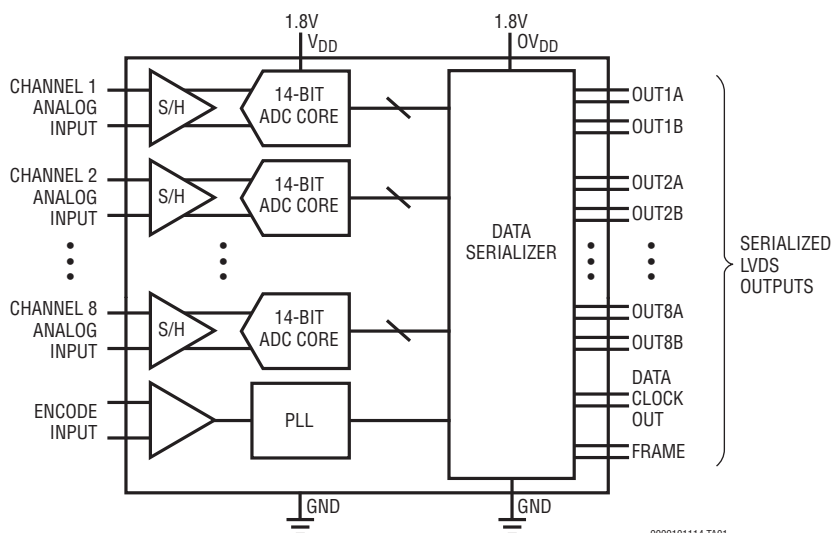 1.8V
V_DD
1.8V
OV_DD
CHANNEL 1
ANALOG
INPUT
S/H
14-BIT
ADC CORE
OUT1A
OUT1B
CHANNEL 2
ANALOG
INPUT
S/H
14-BIT
ADC CORE
OUT2A
OUT2B
DATA
SERIALIZER
SERIALIZED
LVDS
OUTPUTS
CHANNEL 8
ANALOG
INPUT
S/H
14-BIT
ADC CORE
OUT8A
OUT8B
ENCODE
INPUT
PLL
DATA
CLOCK
OUT
FRAME
GND
GND